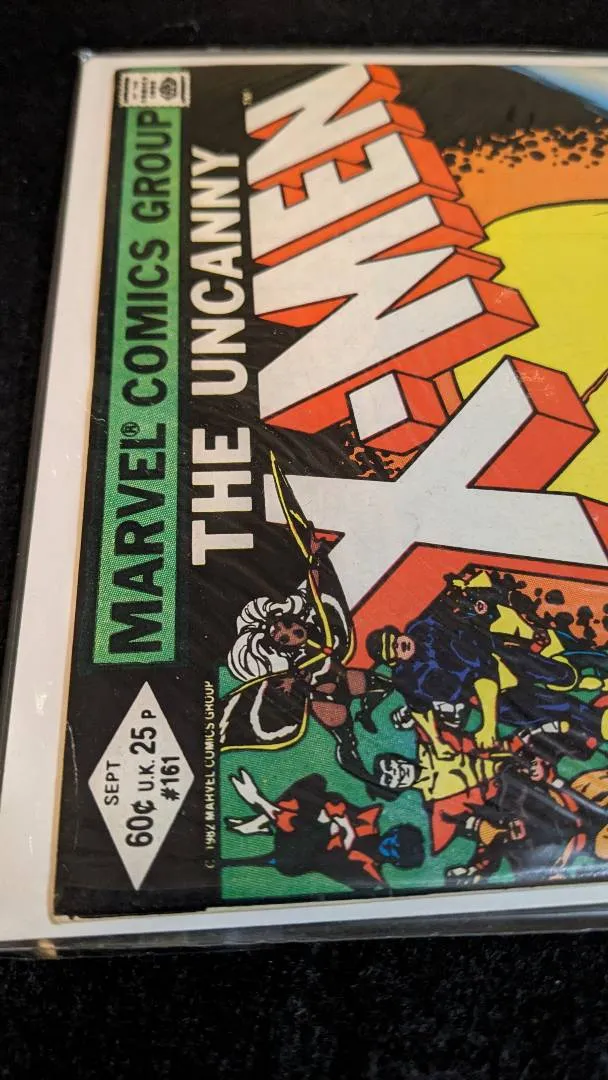 MARVEL® COMICS GROUP
THE UNCANNY
X-MEN
SEPT
60¢ U.K. 25 P
#161
© 1982 MARVEL COMICS GROUP